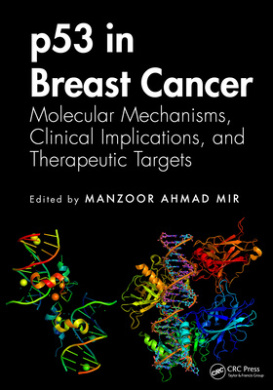 p53 in
Breast Cancer
Molecular Mechanisms,
Clinical Implications, and
Therapeutic Targets
Edited by MANZOOR AHMAD MIR
CRC Press
Taylor & Francis Group